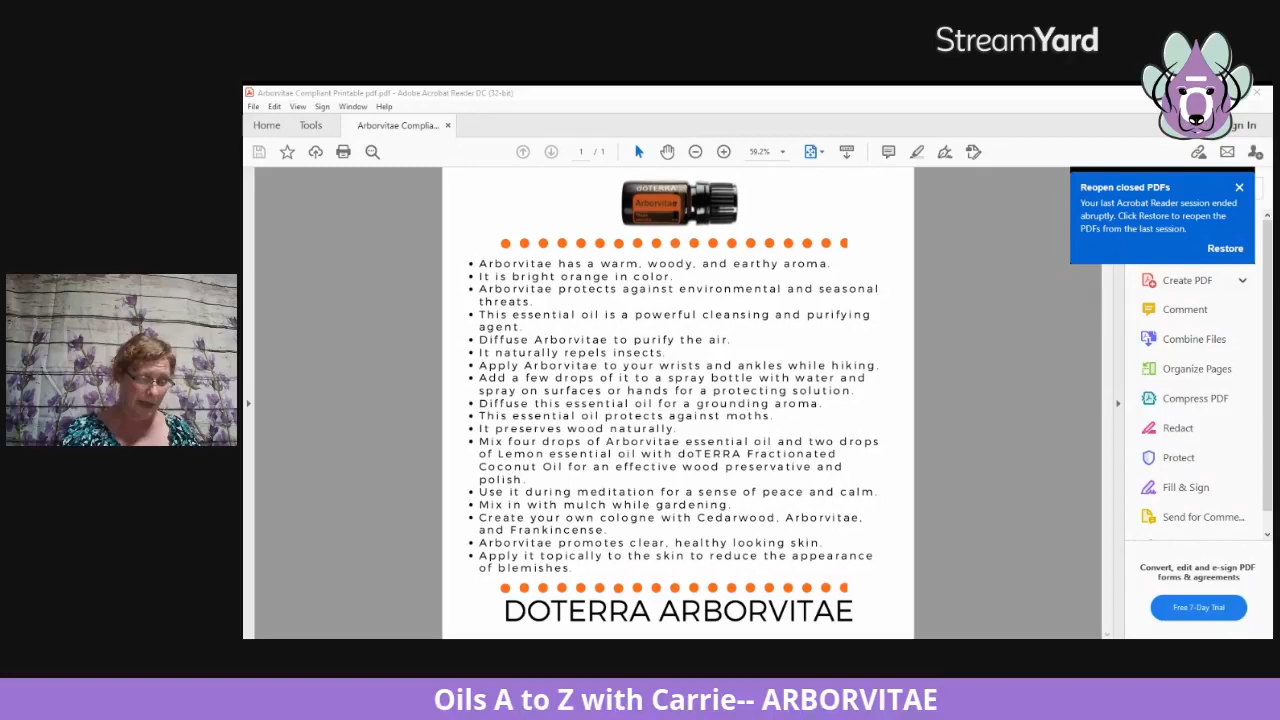 StreamYard
Arborvitae Compliant Printable pdf.pdf - Adobe Acrobat Reader DC (32-bit)
File Edit View Sign Window Help
Home Tools Arborvitae Complia... ×
gn In
1 / 1 59.2%
Reopen closed PDFs
Your last Acrobat Reader session ended
abruptly. Click Restore to reopen the
PDFs from the last session.
Restore
doTERRA
Arborvitae
• Arborvitae has a warm, woody, and earthy aroma.
• It is bright orange in color.
• Arborvitae protects against environmental and seasonal
threats.
• This essential oil is a powerful cleansing and purifying
agent.
• Diffuse Arborvitae to purify the air.
• It naturally repels insects.
• Apply Arborvitae to your wrists and ankles while hiking.
• Add a few drops of it to a spray bottle with water and
spray on surfaces or hands for a protecting solution.
• Diffuse this essential oil for a grounding aroma.
• This essential oil protects against moths.
• It preserves wood naturally.
• Mix four drops of Arborvitae essential oil and two drops
of Lemon essential oil with doTERRA Fractionated
Coconut Oil for an effective wood preservative and
polish.
• Use it during meditation for a sense of peace and calm.
• Mix in with mulch while gardening.
• Create your own cologne with Cedarwood, Arborvitae,
and Frankincense.
• Arborvitae promotes clear, healthy looking skin.
• Apply it topically to the skin to reduce the appearance
of blemishes.
DOTERRA ARBORVITAE
Create PDF
Comment
Combine Files
Organize Pages
Compress PDF
Redact
Protect
Fill & Sign
Send for Comme...
Convert, edit and e-sign PDF
forms & agreements
Free 7-Day Trial
Oils A to Z with Carrie-- ARBORVITAE